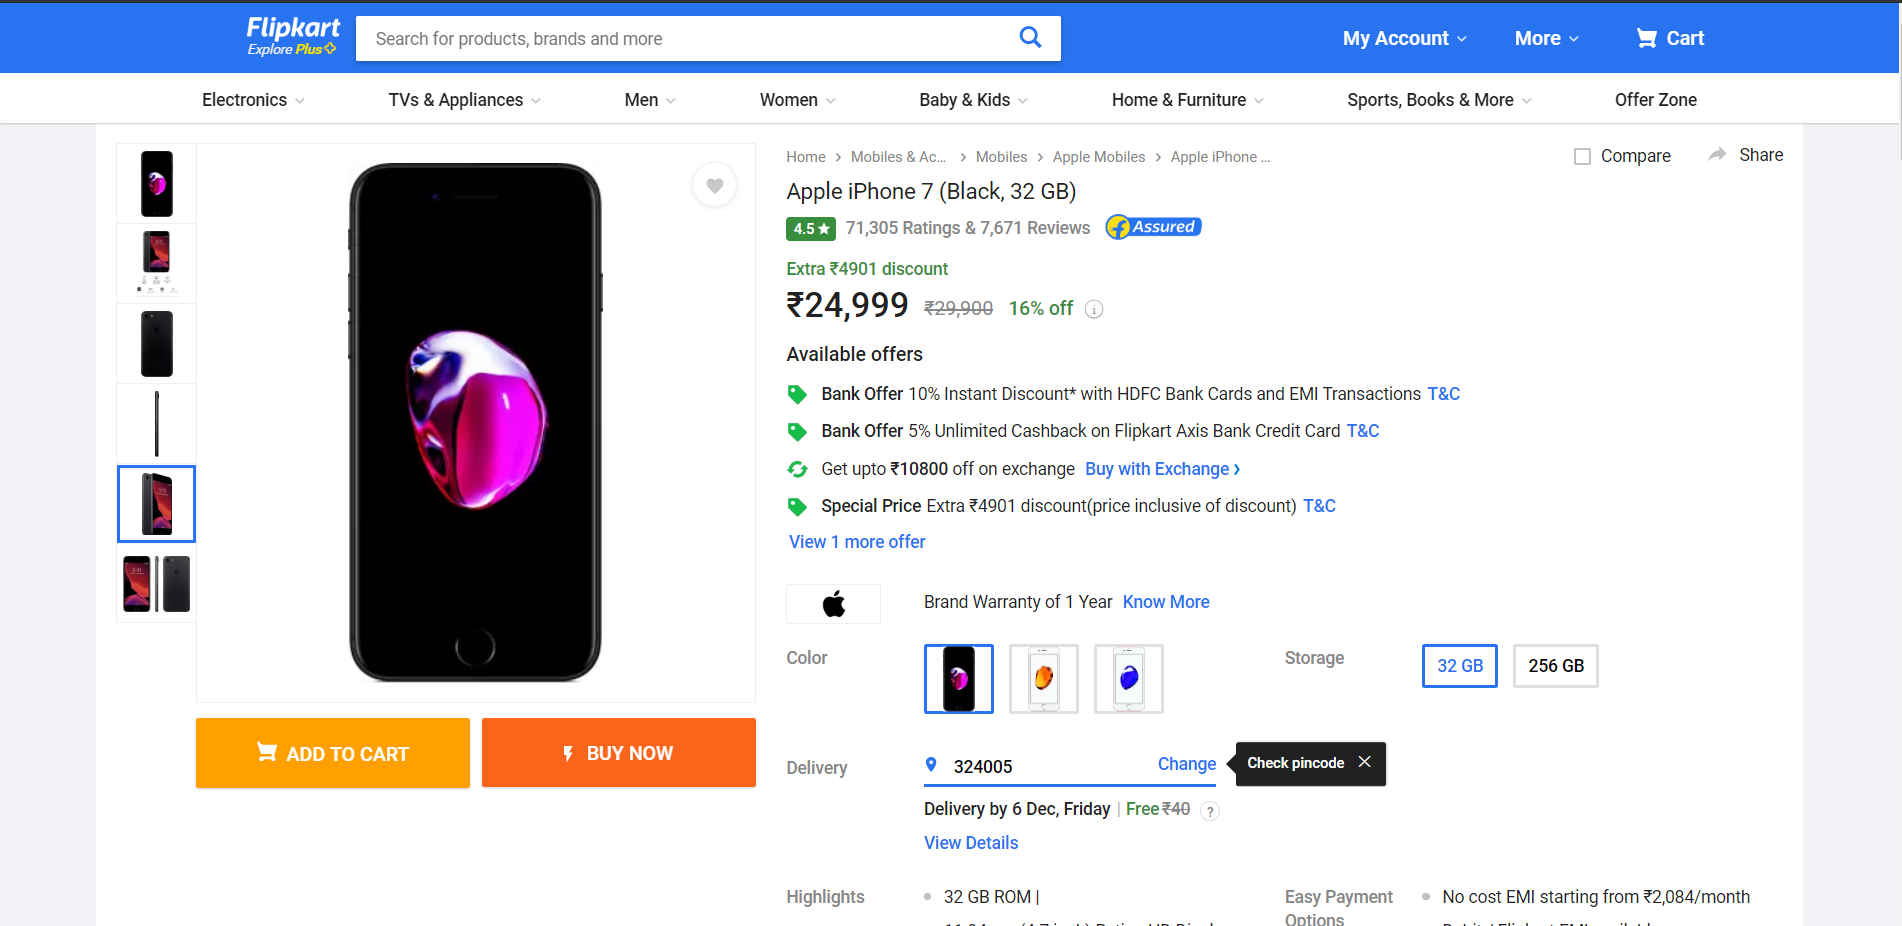 Flipkart
Explore Plus
Search for products, brands and more
My Account
More
Cart
Electronics
TVs & Appliances
Men
Women
Baby & Kids
Home & Furniture
Sports, Books & More
Offer Zone
Home
Mobiles & Ac...
Mobiles
Apple Mobiles
Apple iPhone ...
Compare
Share
Apple iPhone 7 (Black, 32 GB)
4.5★
71,305 Ratings & 7,671 Reviews
Assured
Extra ₹4901 discount
₹24,999 ₹29,900 16% off
Available offers
Bank Offer 10% Instant Discount* with HDFC Bank Cards and EMI Transactions T&C
Bank Offer 5% Unlimited Cashback on Flipkart Axis Bank Credit Card T&C
Get upto ₹10800 off on exchange Buy with Exchange ›
Special Price Extra ₹4901 discount(price inclusive of discount) T&C
View 1 more offer
Brand Warranty of 1 Year Know More
Color
Storage
32 GB
256 GB
ADD TO CART
BUY NOW
Delivery
324005
Change
Check pincode
Delivery by 6 Dec, Friday | Free ₹40 ?
View Details
Highlights
32 GB ROM |
Easy Payment
Options
No cost EMI starting from ₹2,084/month